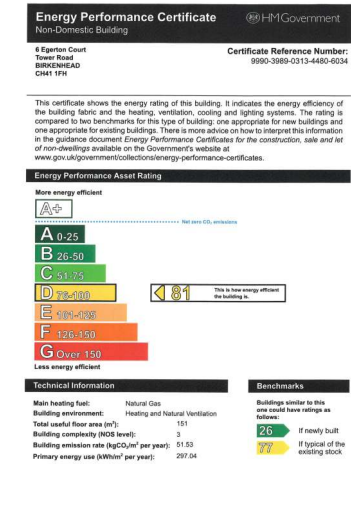 Energy Performance Certificate
HM Government
Non-Domestic Building
6 Egerton Court
Tower Road
BIRKENHEAD
CH41 1FH
Certificate Reference Number:
9990-3989-0313-4480-6034
This certificate shows the energy rating of this building. It indicates the energy efficiency of
the building fabric and the heating, ventilation, cooling and lighting systems. The rating is
compared to two benchmarks for this type of building: one appropriate for new buildings and
one appropriate for existing buildings. There is more advice on how to interpret this information
in the guidance document Energy Performance Certificates for the construction, sale and let
of non-dwellings available on the Government's website at
www.gov.uk/government/collections/energy-performance-certificates.
Energy Performance Asset Rating
More energy efficient
A+
Net zero CO₂ emissions
A 0-25
B 26-50
C 51-75
D 76-100
81
This is how energy efficient
the building is.
E 101-125
F 126-150
G Over 150
Less energy efficient
Technical Information
Main heating fuel: Natural Gas
Building environment: Heating and Natural Ventilation
Total useful floor area (m²): 151
Building complexity (NOS level): 3
Building emission rate (kgCO₂/m² per year): 51.53
Primary energy use (kWh/m² per year): 297.04
Benchmarks
Buildings similar to this
one could have ratings as
follows:
26 If newly built
77 If typical of the
existing stock